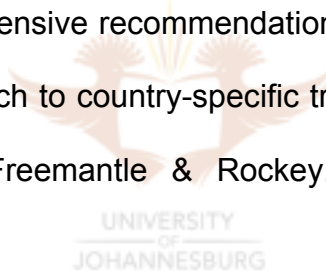 ensive recommendation
ch to country-specific tr
Freemantle & Rockey
UNIVERSITY
OF
JOHANNESBURG